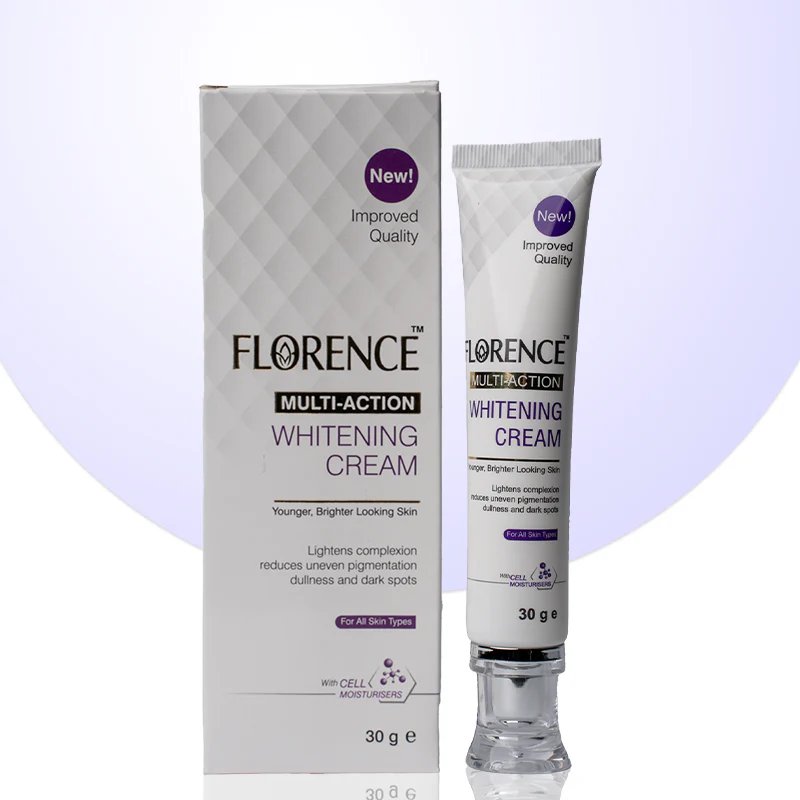 New!
Improved
Quality
FLORENCE™
MULTI-ACTION
WHITENING
CREAM
Younger, Brighter Looking Skin
Lightens complexion
reduces uneven pigmentation
dullness and dark spots
For All Skin Types
With CELL
MOISTURISERS
30 g e
New!
Improved
Quality
FLORENCE™
MULTI-ACTION
WHITENING
CREAM
Younger, Brighter Looking Skin
Lightens complexion
reduces uneven pigmentation
dullness and dark spots
For All Skin Types
With CELL
MOISTURISERS
30 g e